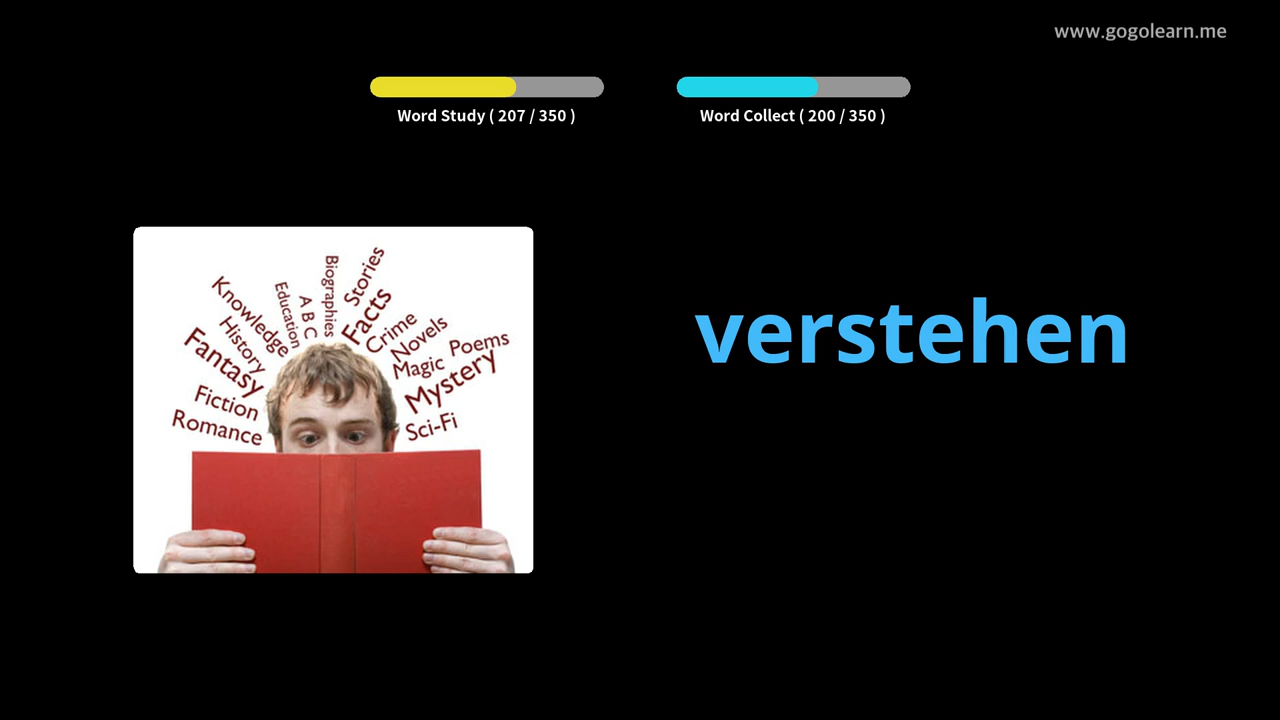 www.gogolearn.me
Word Study ( 207 / 350 )
Word Collect ( 200 / 350 )
verstehen
Biographies
Stories
Education
A B C
Facts
Knowledge
Crime
History
Novels
Fantasy
Magic
Poems
Mystery
Fiction
Romance
Sci-Fi